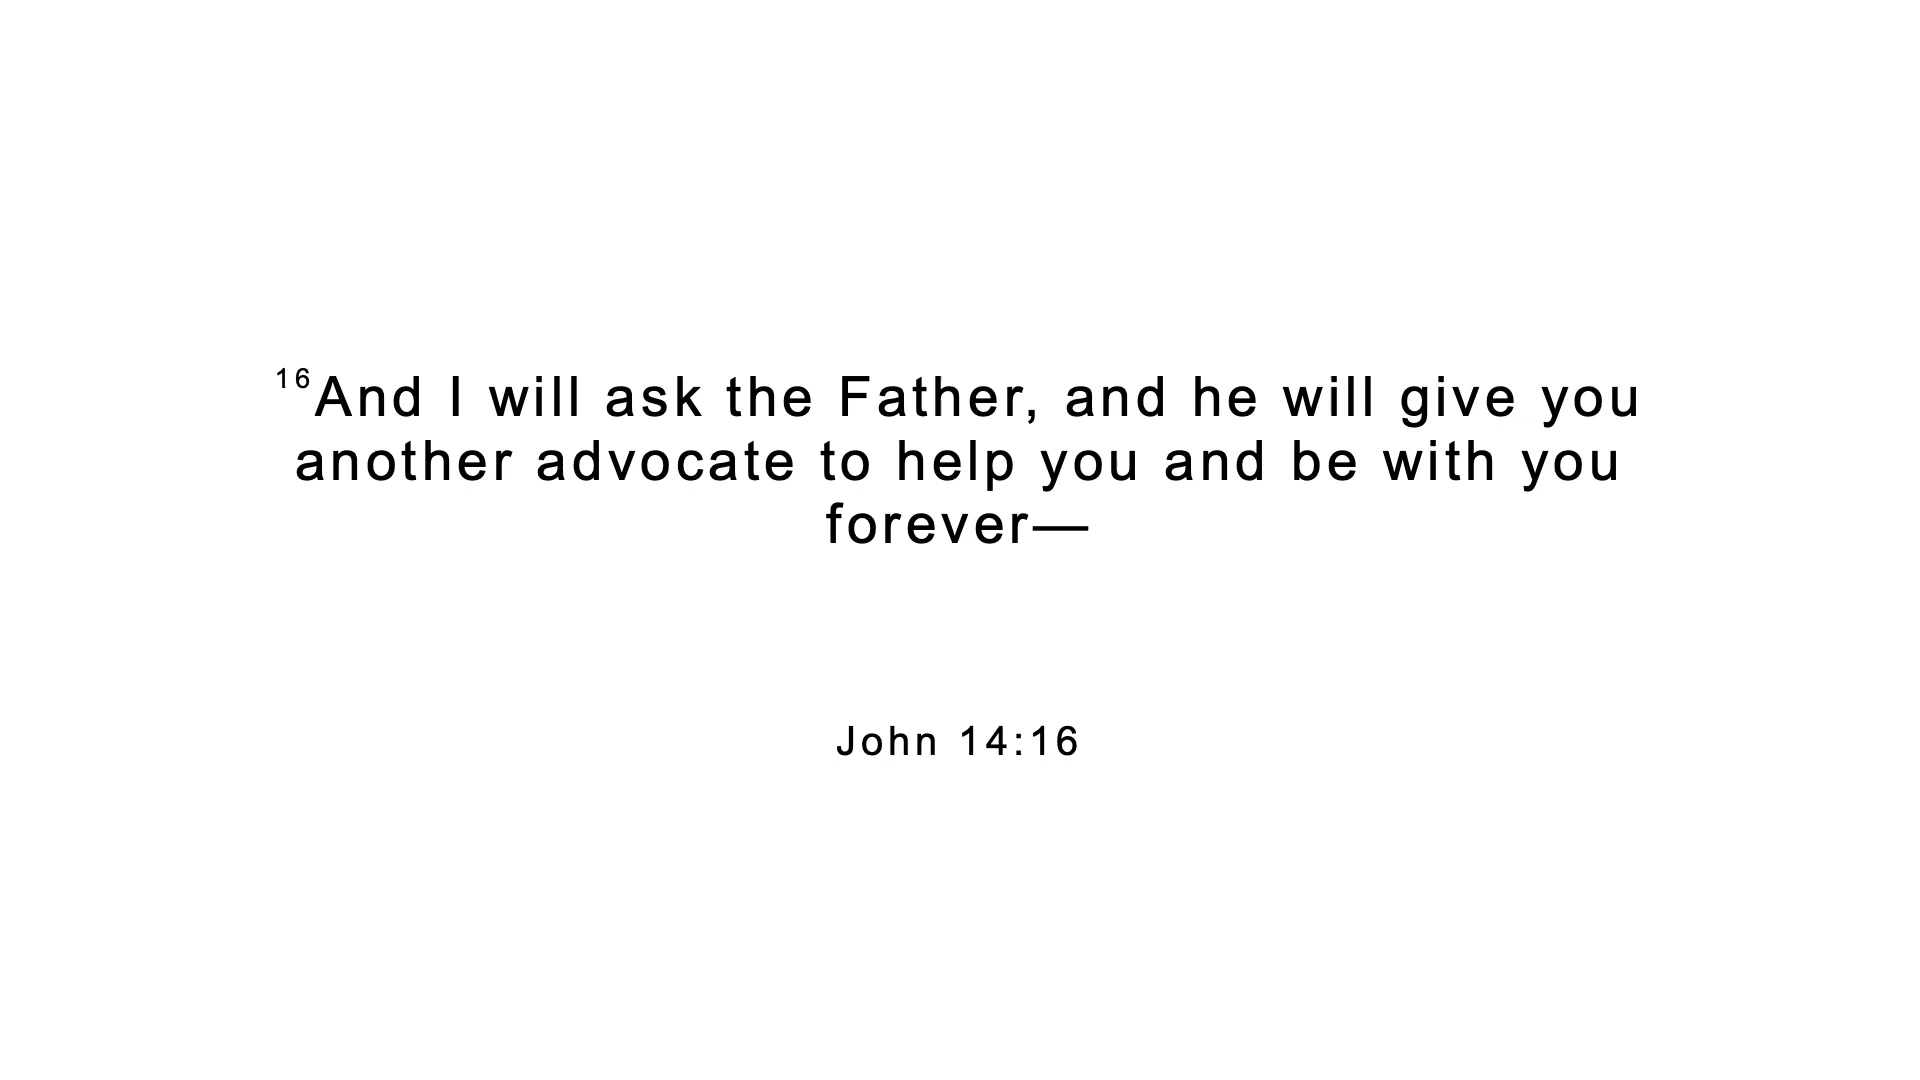 16And I will ask the Father, and he will give you
another advocate to help you and be with you
forever—
John 14:16